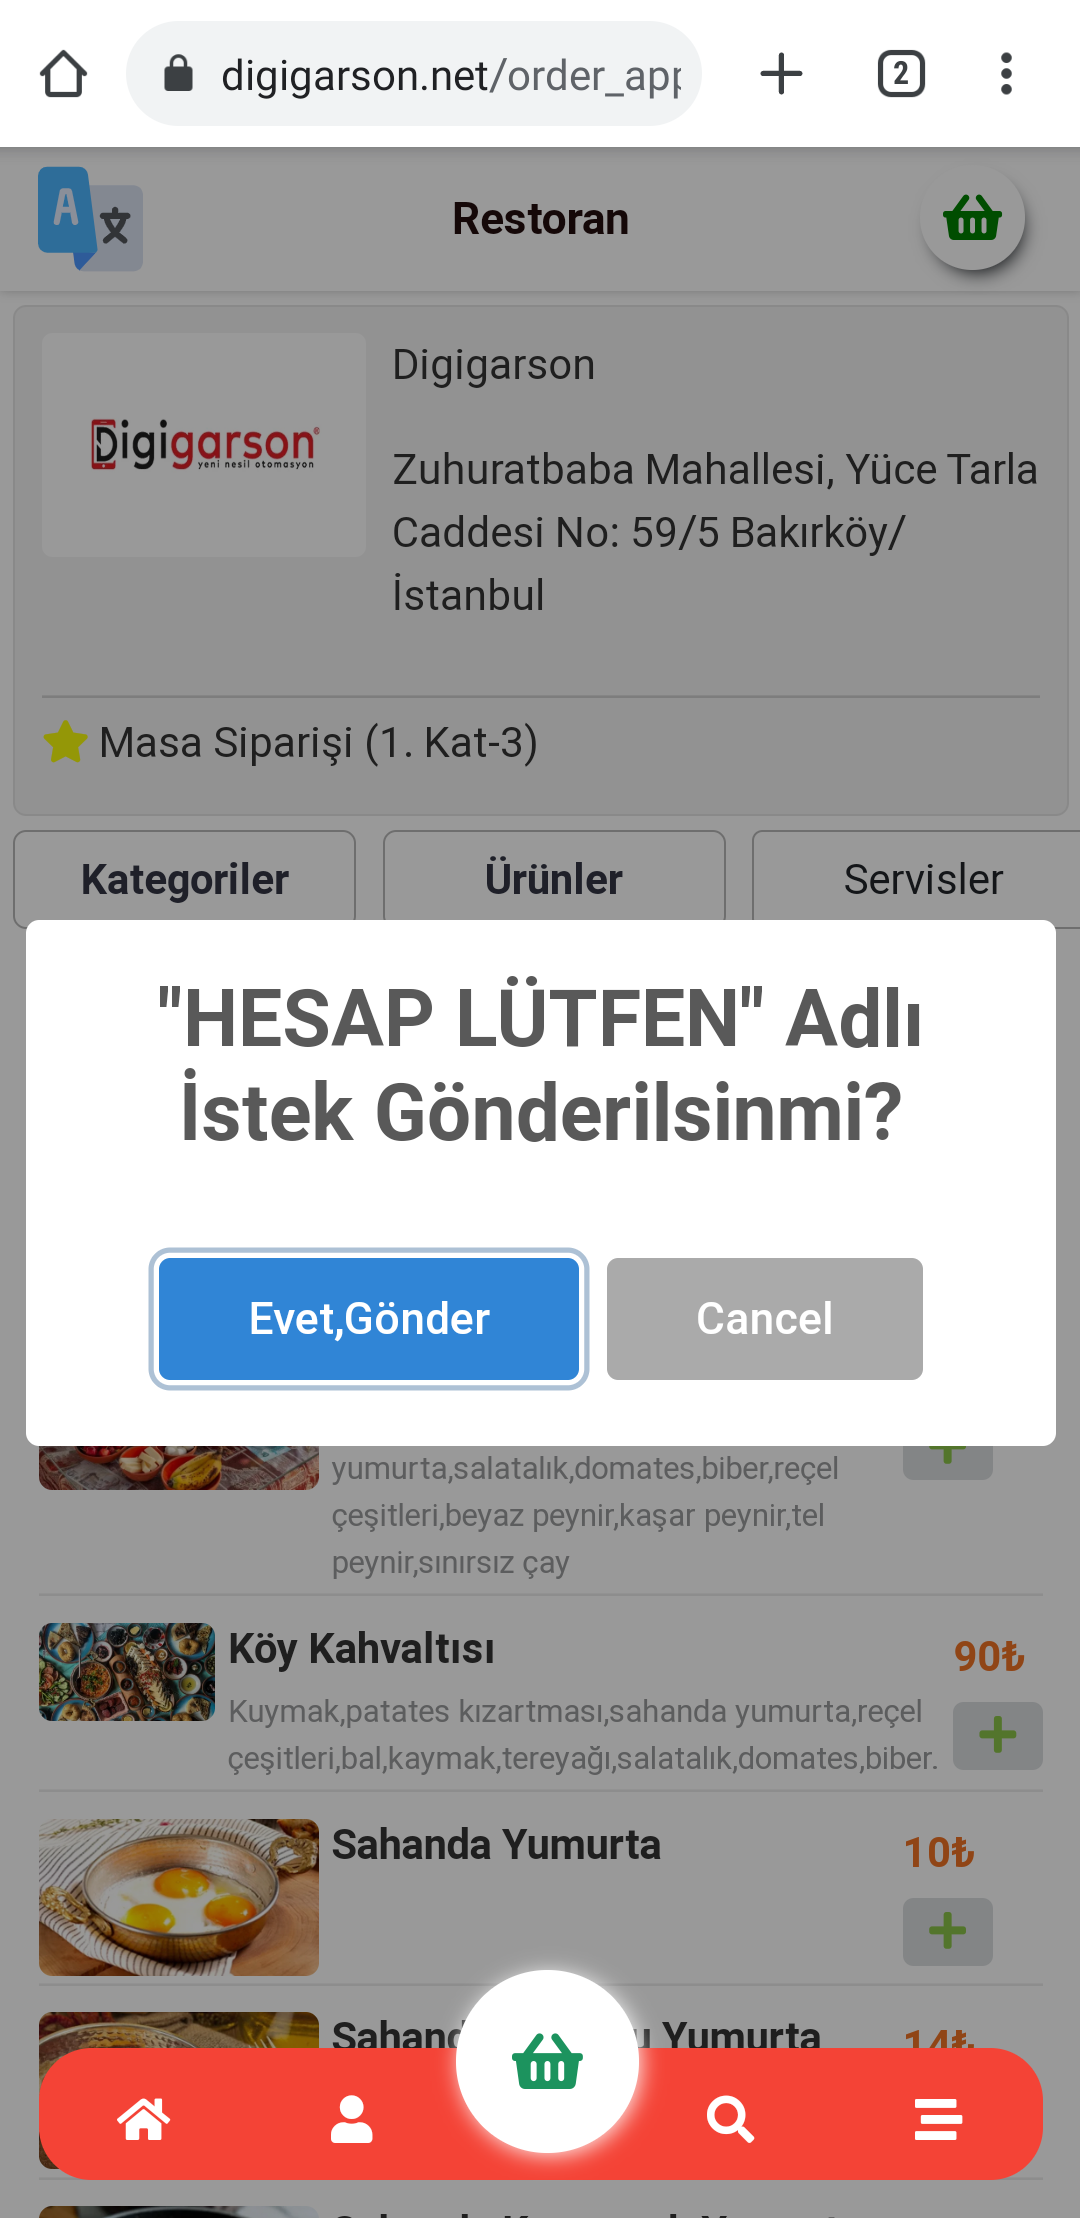 digigarson.net/order_app
2
A 文
Restoran
Digigarson
yeni nesil otomasyon
Digigarson
Zuhuratbaba Mahallesi, Yüce Tarla
Caddesi No: 59/5 Bakırköy/
İstanbul
Masa Siparişi (1. Kat-3)
Kategoriler
Ürünler
Servisler
"HESAP LÜTFEN" Adlı
İstek Gönderilsinmi?
Evet,Gönder
Cancel
yumurta,salatalık,domates,biber,reçel
çeşitleri,beyaz peynir,kaşar peynir,tel
peynir,sınırsız çay
Köy Kahvaltısı
90₺
Kuymak,patates kızartması,sahanda yumurta,reçel
çeşitleri,bal,kaymak,tereyağı,salatalık,domates,biber.
Sahanda Yumurta
10₺
Yumurta
14₺